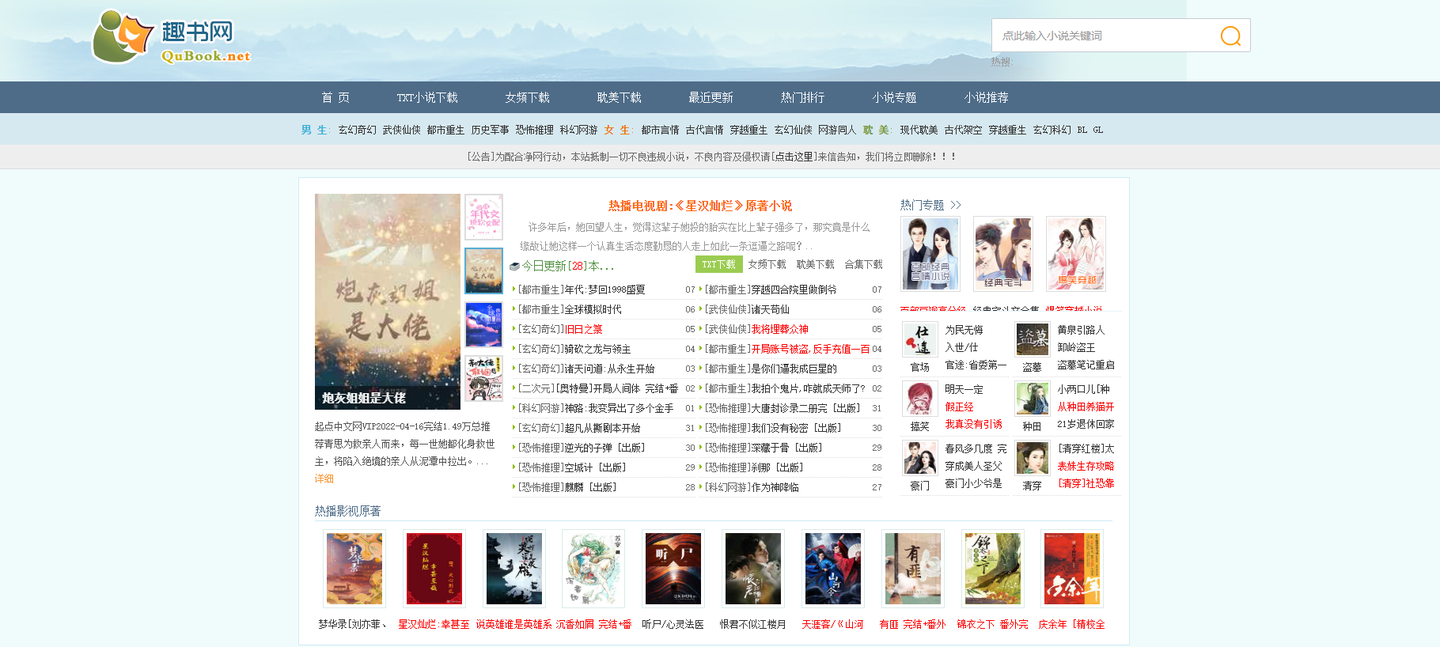 趣书网
QuBook.net
点此输入小说关键词
热搜:
首 页 TXT小说下载 女频下载 耽美下载 最近更新 热门排行 小说专题 小说推荐
男 生: 玄幻奇幻 武侠仙侠 都市重生 历史军事 恐怖推理 科幻网游 女 生: 都市言情 古代言情 穿越重生 玄幻仙侠 网游同人 耽 美: 现代耽美 古代架空 穿越重生 玄幻科幻 BL GL
[公告]为配合净网行动，本站抵制一切不良违规小说，不良内容及侵权请[点击这里]来信告知，我们将立即删除！！！
炮灰姐姐是大佬
炮灰姐姐是大佬
起点中文网VIP2022-04-16完结1.49万总推
荐青思为救亲人而来，每一世她都化身救世
主，将陷入绝境的亲人从泥潭中拉出。...
详细
热播电视剧:《星汉灿烂》原著小说
许多年后，她回望人生，觉得这辈子她投的胎实在比上辈子强多了，那究竟是什么
缘故让她这样一个认真生活态度勤恳的人走上如此一条逗逼之路呢？..
今日更新[28]本...
TXT下载 女频下载 耽美下载 合集下载
[都市重生]年代:梦回1998盛夏 07
[都市重生]穿越四合院里做倒爷 07
[都市重生]全球模拟时代 06
[武侠仙侠]诸天苟仙 06
[玄幻奇幻]旧日之箓 05
[武侠仙侠]我将埋葬众神 05
[玄幻奇幻]骑砍之龙与领主 04
[都市重生]开局账号被盗,反手充值一百 04
[玄幻奇幻]诸天问道:从永生开始 03
[都市重生]是你们逼我成巨星的 03
[二次元][奥特曼]开局人间体 完结+番 02
[都市重生]我拍个鬼片,咋就成天师了? 02
[科幻网游]神路:我变异出了多个金手 01
[恐怖推理]大唐封诊录二册完 [出版] 31
[玄幻奇幻]超凡从撕剧本开始 31
[恐怖推理]我们没有秘密 [出版] 30
[恐怖推理]逆光的子弹 [出版] 30
[恐怖推理]深藏于骨 [出版] 29
[恐怖推理]空城计 [出版] 29
[恐怖推理]刹那 [出版] 28
[恐怖推理]麒麟 [出版] 28
[科幻网游]作为神降临 27
热门专题 >>
经典宅斗
爆笑穿越
仕途
官场
为民无悔
入世/仕
官途:省委第一
盗墓
盗墓
黄泉引路人
卸岭盗王
盗墓笔记重启
搞笑
明天一定
假正经
我真没有引诱
种田
小两口儿[种
从种田养猫开
21岁退休回家
豪门
春风多几度 完
穿成美人圣父
豪门小少爷是
清穿
[清穿红楼]太
表妹生存攻略
[清穿]社恐靠
热播影视原著
梦华录[刘亦菲、
星汉灿烂:幸甚至
说英雄谁是英雄系
沉香如屑 完结+番
听尸
听尸/心灵法医
恨君不似江楼月
山河令
天涯客/《山河
有匪
有匪 完结+番外
锦衣之下
锦衣之下 番外完
庆余年
庆余年 [精校全